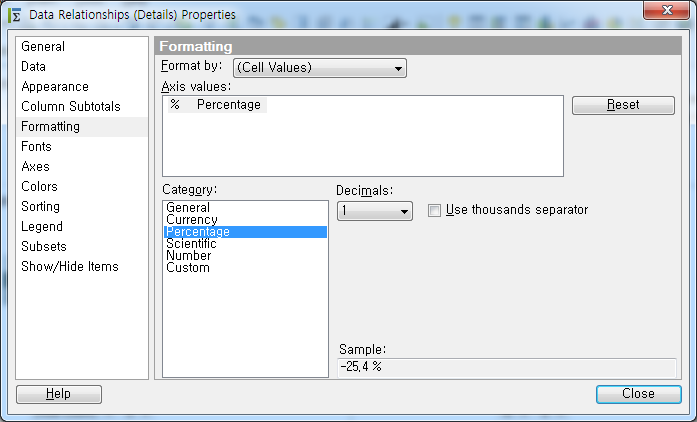 Data Relationships (Details) Properties
General
Data
Appearance
Column Subtotals
Formatting
Fonts
Axes
Colors
Sorting
Legend
Subsets
Show/Hide Items
Formatting
Format by: (Cell Values)
Axis values:
% Percentage
Reset
Category:
General
Currency
Percentage
Scientific
Number
Custom
Decimals:
1
Use thousands separator
Sample:
-25,4 %
Help
Close